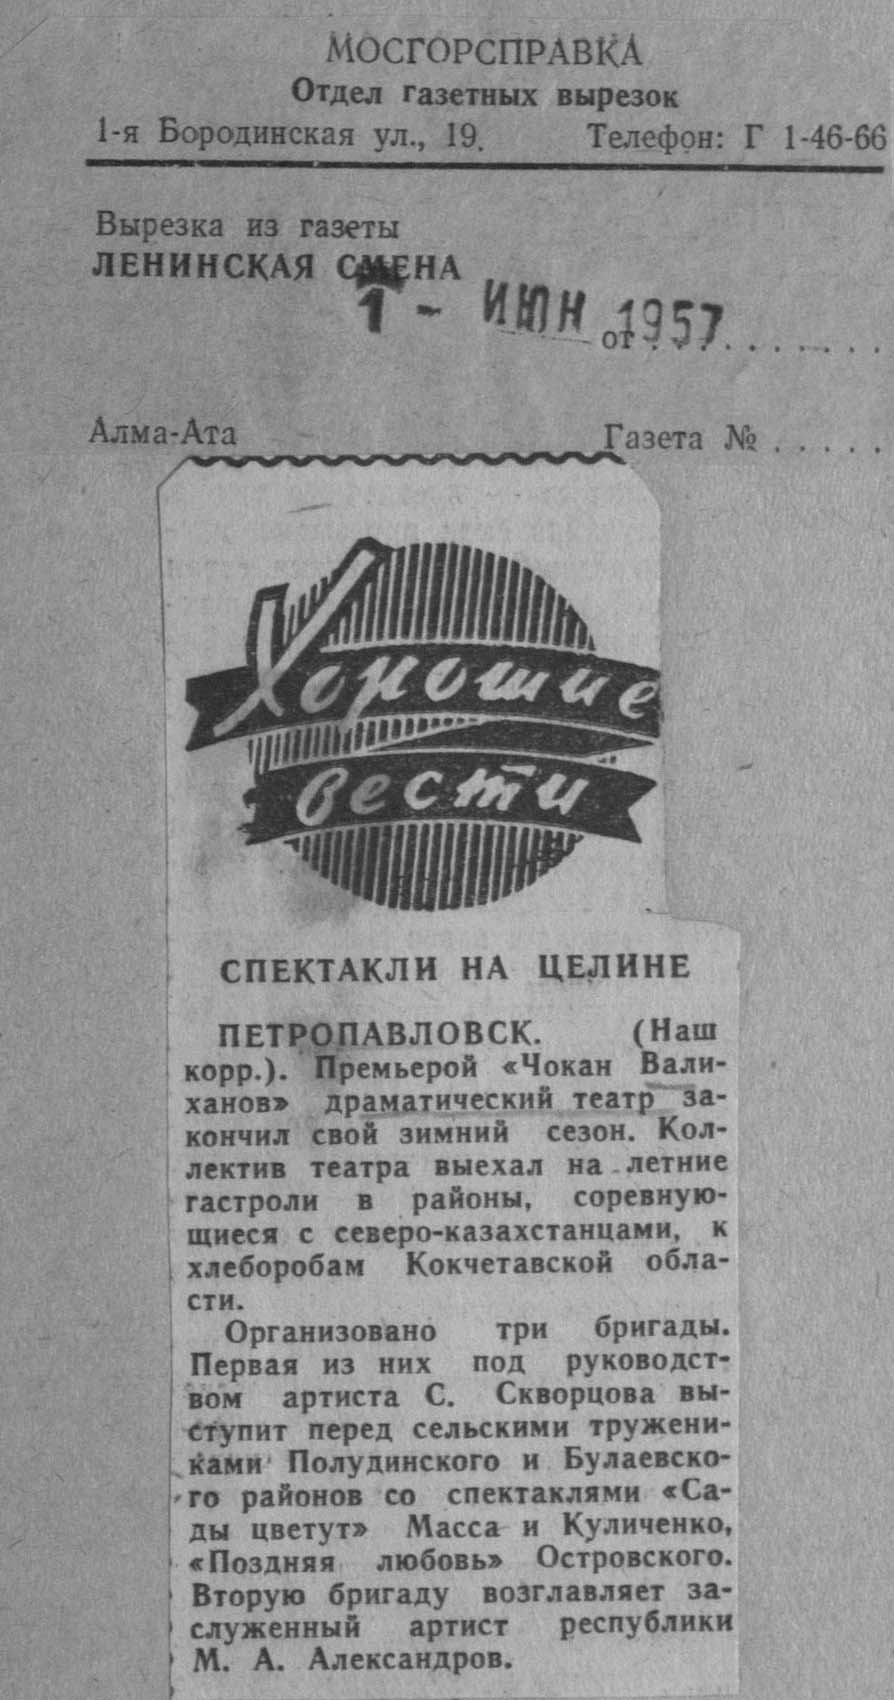 МОСГОРСПРАВКА
Отдел газетных вырезок
1-я Бородинская ул., 19. Телефон: Г 1-46-66
Вырезка из газеты
ЛЕНИНСКАЯ СМЕНА
1 - ИЮН 1957
от . . . . . . . . . .
Алма-Ата Газета № . . . . .
Хорошие
вести
СПЕКТАКЛИ НА ЦЕЛИНЕ
ПЕТРОПАВЛОВСК. (Наш
корр.). Премьерой «Чокан Вали-
ханов» драматический театр за-
кончил свой зимний сезон. Кол-
лектив театра выехал на летние
гастроли в районы, соревную-
щиеся с северо-казахстанцами, к
хлеборобам Кокчетавской обла-
сти.
Организовано три бригады.
Первая из них под руководст-
вом артиста С. Скворцова вы-
ступит перед сельскими тружени-
ками Полудинского и Булаевско-
го районов со спектаклями «Са-
ды цветут» Масса и Куличенко,
«Поздняя любовь» Островского.
Вторую бригаду возглавляет за-
служенный артист республики
М. А. Александров.